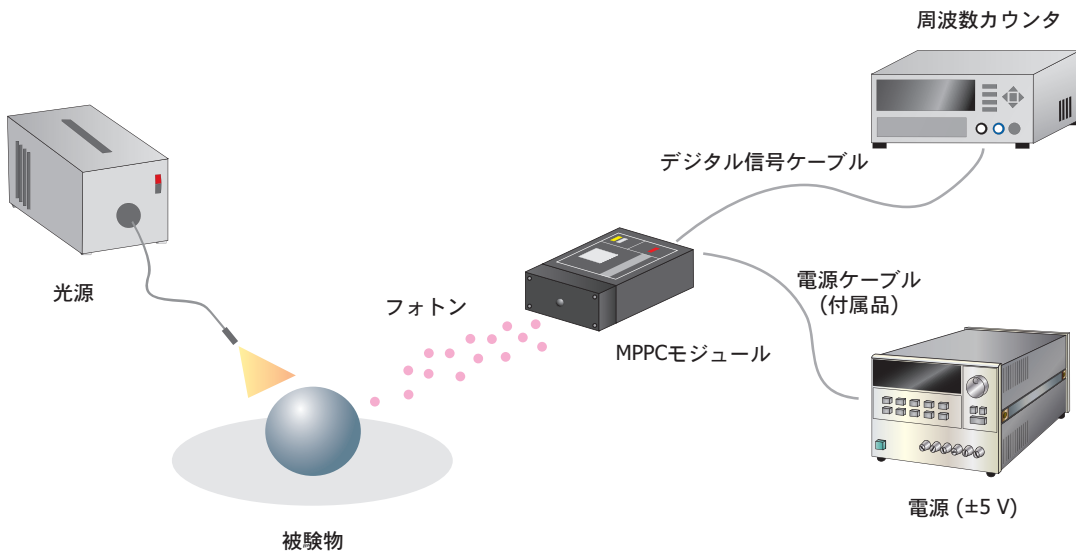 周波数カウンタ
デジタル信号ケーブル
光源
フォトン
電源ケーブル
(付属品)
MPPCモジュール
電源 (±5 V)
被験物